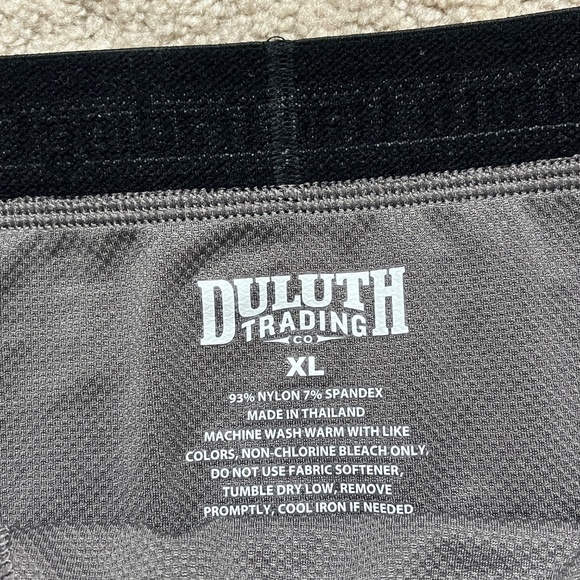 DULUTH
TRADING
CO
XL
93% NYLON 7% SPANDEX
MADE IN THAILAND
MACHINE WASH WARM WITH LIKE
COLORS, NON-CHLORINE BLEACH ONLY,
DO NOT USE FABRIC SOFTENER,
TUMBLE DRY LOW, REMOVE
PROMPTLY, COOL IRON IF NEEDED